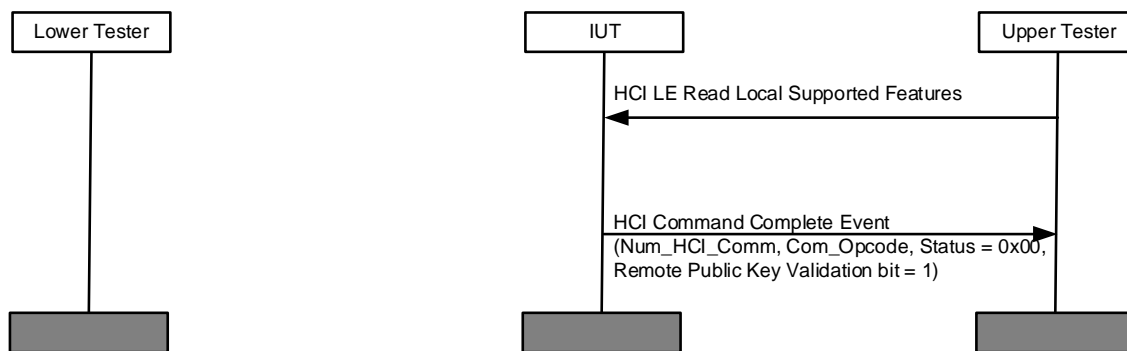 Lower Tester
IUT
Upper Tester
HCI LE Read Local Supported Features
HCI Command Complete Event
(Num_HCI_Comm, Com_Opcode, Status = 0x00,
Remote Public Key Validation bit = 1)